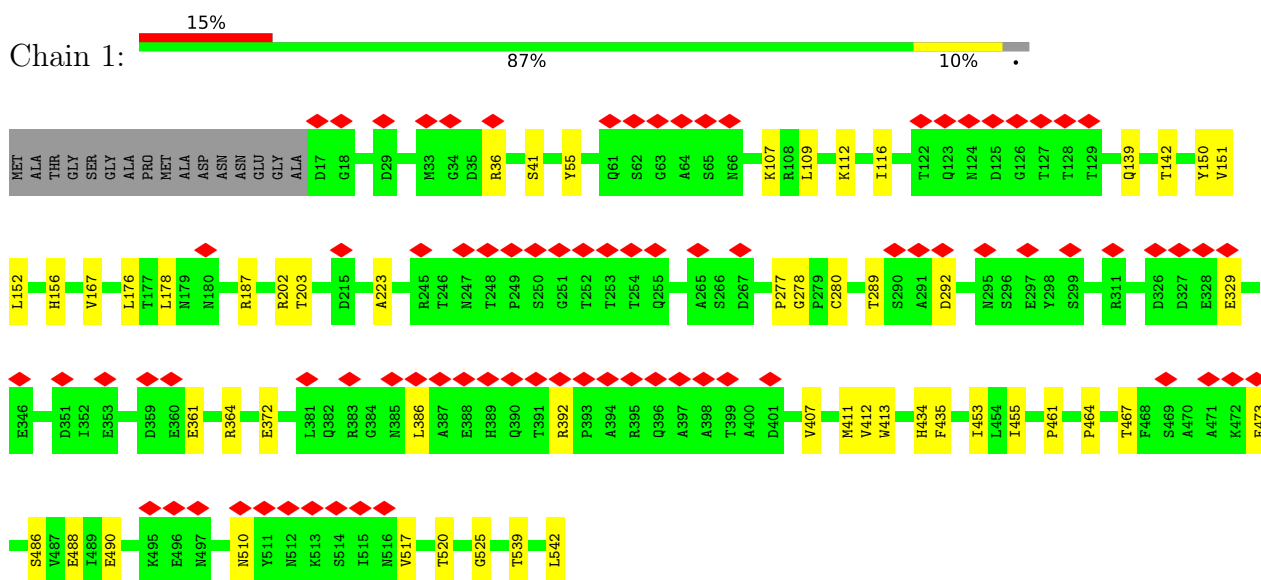 15%
Chain 1:
87% 10% •
MET ALA THR GLY SER GLY ALA PRO MET ALA ASP ASN ASN GLU GLY ALA D17 G18 D29 M33 G34 D35 R36 S41 Y55 Q61 S62 G63 A64 S65 N66 K107 R108 L109 K112 I116 T122 Q123 N124 D125 G126 T127 T128 T129 Q139 T142 Y150 V151
L152 H156 V167 L176 T177 L178 N179 N180 R187 R202 T203 D215 A223 R245 T246 N247 T248 P249 S250 G251 T252 T253 T254 Q255 A265 S266 D267 P277 G278 P279 C280 T289 S290 A291 D292 N295 S296 E297 Y298 S299 R311 D326 D327 E328 E329
E346 D351 I352 E353 D359 E360 E361 R364 E372 L381 Q382 R383 G384 N385 L386 A387 E388 H389 Q390 T391 R392 P393 A394 R395 Q396 A397 A398 T399 A400 D401 V407 M411 V412 W413 H434 F435 I453 L454 I455 P461 P464 T467 F468 S469 A470 A471 K472 E473
S486 V487 E488 I489 E490 K495 E496 N497 N510 Y511 N512 K513 S514 I515 N516 V517 T520 G525 T539 L542